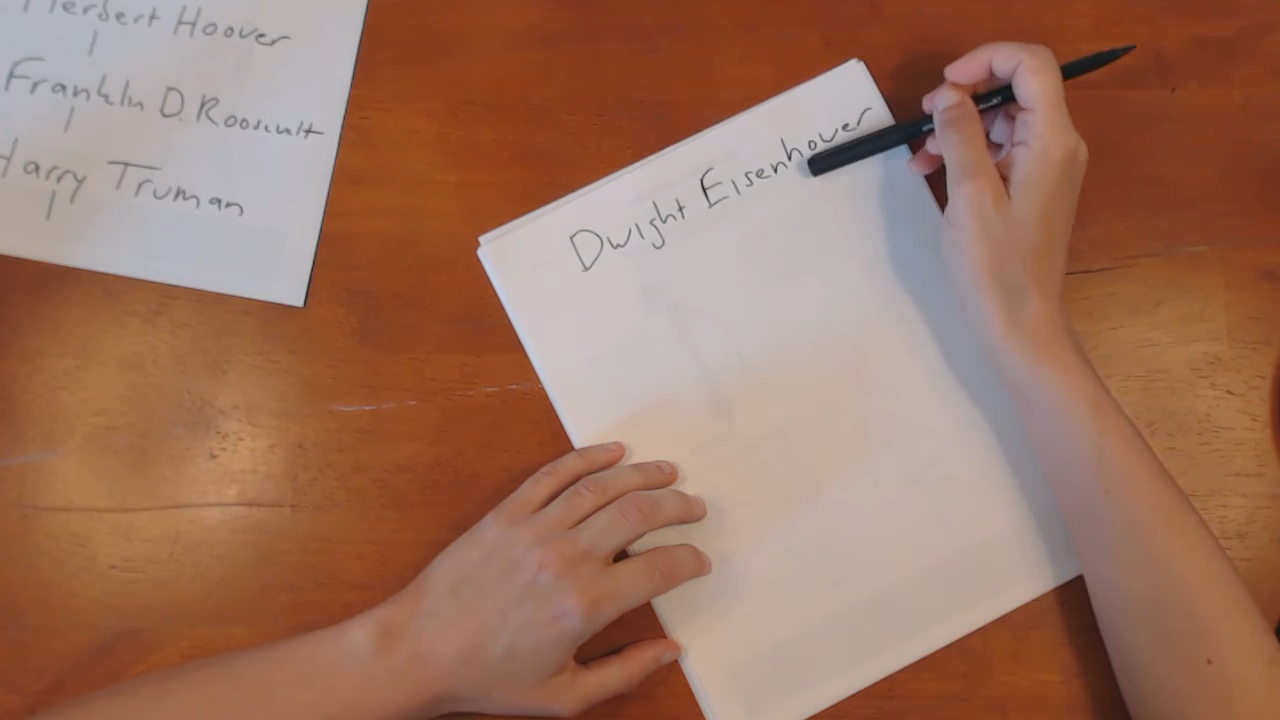 Herbert Hoover
Franklin D. Roosevelt
Harry Truman
Dwight Eisenhower